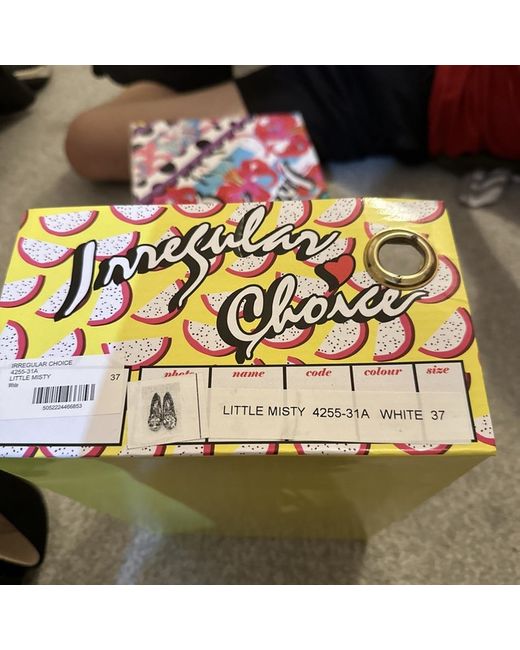 Irregular
Choice
IRREGULAR CHOICE
4255-31A
LITTLE MISTY 37
White
5052224466853
photo name code colour size
LITTLE MISTY 4255-31A WHITE 37